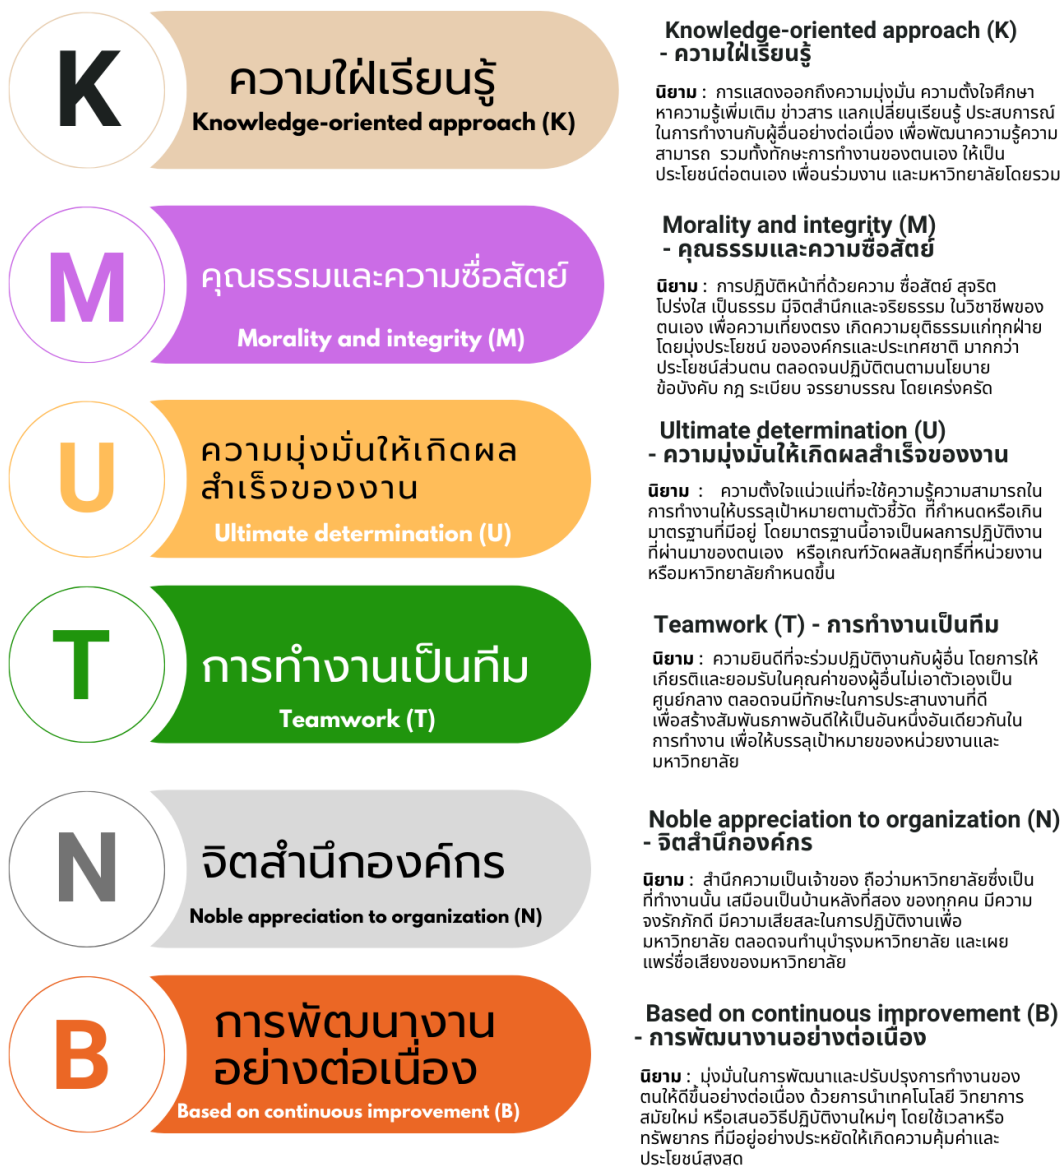 K
ความใฝ่เรียนรู้
Knowledge-oriented approach (K)
Knowledge-oriented approach (K)
- ความใฝ่เรียนรู้
นิยาม : การแสดงออกถึงความมุ่งมั่น ความตั้งใจศึกษา
หาความรู้เพิ่มเติม ข่าวสาร แลกเปลี่ยนเรียนรู้ ประสบการณ์
ในการทำงานกับผู้อื่นอย่างต่อเนื่อง เพื่อพัฒนาความรู้ความ
สามารถ รวมทั้งทักษะการทำงานของตนเอง ให้เป็น
ประโยชน์ต่อตนเอง เพื่อนร่วมงาน และมหาวิทยาลัยโดยรวม
M
คุณธรรมและความซื่อสัตย์
Morality and integrity (M)
Morality and integrity (M)
- คุณธรรมและความซื่อสัตย์
นิยาม : การปฏิบัติหน้าที่ด้วยความ ซื่อสัตย์ สุจริต
โปร่งใส เป็นธรรม มีจิตสำนึกและจริยธรรม ในวิชาชีพของ
ตนเอง เพื่อความเที่ยงตรง เกิดความยุติธรรมแก่ทุกฝ่าย
โดยมุ่งประโยชน์ ขององค์กรและประเทศชาติ มากกว่า
ประโยชน์ส่วนตน ตลอดจนปฏิบัติตนตามนโยบาย
ข้อบังคับ กฎ ระเบียบ จรรยาบรรณ โดยเคร่งครัด
U
ความมุ่งมั่นให้เกิดผล
สำเร็จของงาน
Ultimate determination (U)
Ultimate determination (U)
- ความมุ่งมั่นให้เกิดผลสำเร็จของงาน
นิยาม : ความตั้งใจแน่วแน่ที่จะใช้ความรู้ความสามารถใน
การทำงานให้บรรลุเป้าหมายตามตัวชี้วัด ที่กำหนดหรือเกิน
มาตรฐานที่มีอยู่ โดยมาตรฐานนี้อาจเป็นผลการปฏิบัติงาน
ที่ผ่านมาของตนเอง หรือเกณฑ์วัดผลสัมฤทธิ์ที่หน่วยงาน
หรือมหาวิทยาลัยกำหนดขึ้น
T
การทำงานเป็นทีม
Teamwork (T)
Teamwork (T) - การทำงานเป็นทีม
นิยาม : ความยินดีที่จะร่วมปฏิบัติงานกับผู้อื่น โดยการให้
เกียรติและยอมรับในคุณค่าของผู้อื่นไม่เอาตัวเองเป็น
ศูนย์กลาง ตลอดจนมีทักษะในการประสานงานที่ดี
เพื่อสร้างสัมพันธภาพอันดีให้เป็นอันหนึ่งอันเดียวกันใน
การทำงาน เพื่อให้บรรลุเป้าหมายของหน่วยงานและ
มหาวิทยาลัย
N
จิตสำนึกองค์กร
Noble appreciation to organization (N)
Noble appreciation to organization (N)
- จิตสำนึกองค์กร
นิยาม : สำนึกความเป็นเจ้าของ ถือว่ามหาวิทยาลัยซึ่งเป็น
ที่ทำงานนั้น เสมือนเป็นบ้านหลังที่สอง ของทุกคน มีความ
จงรักภักดี มีความเสียสละในการปฏิบัติงานเพื่อ
มหาวิทยาลัย ตลอดจนทำนุบำรุงมหาวิทยาลัย และเผย
แพร่ชื่อเสียงของมหาวิทยาลัย
B
การพัฒนางาน
อย่างต่อเนื่อง
Based on continuous improvement (B)
Based on continuous improvement (B)
- การพัฒนางานอย่างต่อเนื่อง
นิยาม : มุ่งมั่นในการพัฒนาและปรับปรุงการทำงานของ
ตนให้ดีขึ้นอย่างต่อเนื่อง ด้วยการนำเทคโนโลยี วิทยาการ
สมัยใหม่ หรือเสนอวิธีปฏิบัติงานใหม่ๆ โดยใช้เวลาหรือ
ทรัพยากร ที่มีอยู่อย่างประหยัดให้เกิดความคุ้มค่าและ
ประโยชน์สูงสุด